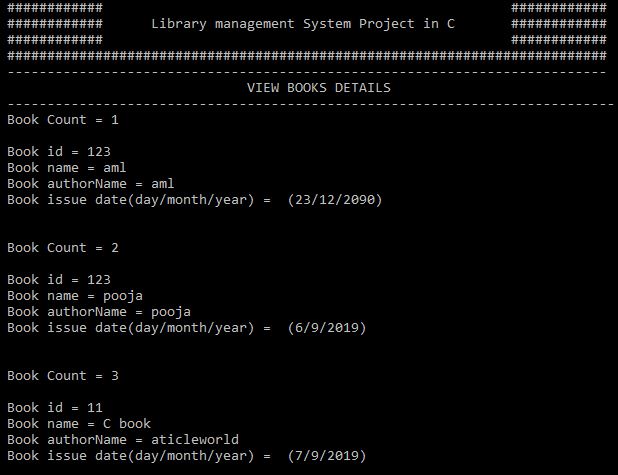 ############ ############
############ Library management System Project in C ############
############ ############
###########################################################################
---------------------------------------------------------------------------
VIEW BOOKS DETAILS
----------------------------------------------------------------------------
Book Count = 1
Book id = 123
Book name = aml
Book authorName = aml
Book issue date(day/month/year) =  (23/12/2090)
Book Count = 2
Book id = 123
Book name = pooja
Book authorName = pooja
Book issue date(day/month/year) =  (6/9/2019)
Book Count = 3
Book id = 11
Book name = C book
Book authorName = aticleworld
Book issue date(day/month/year) =  (7/9/2019)